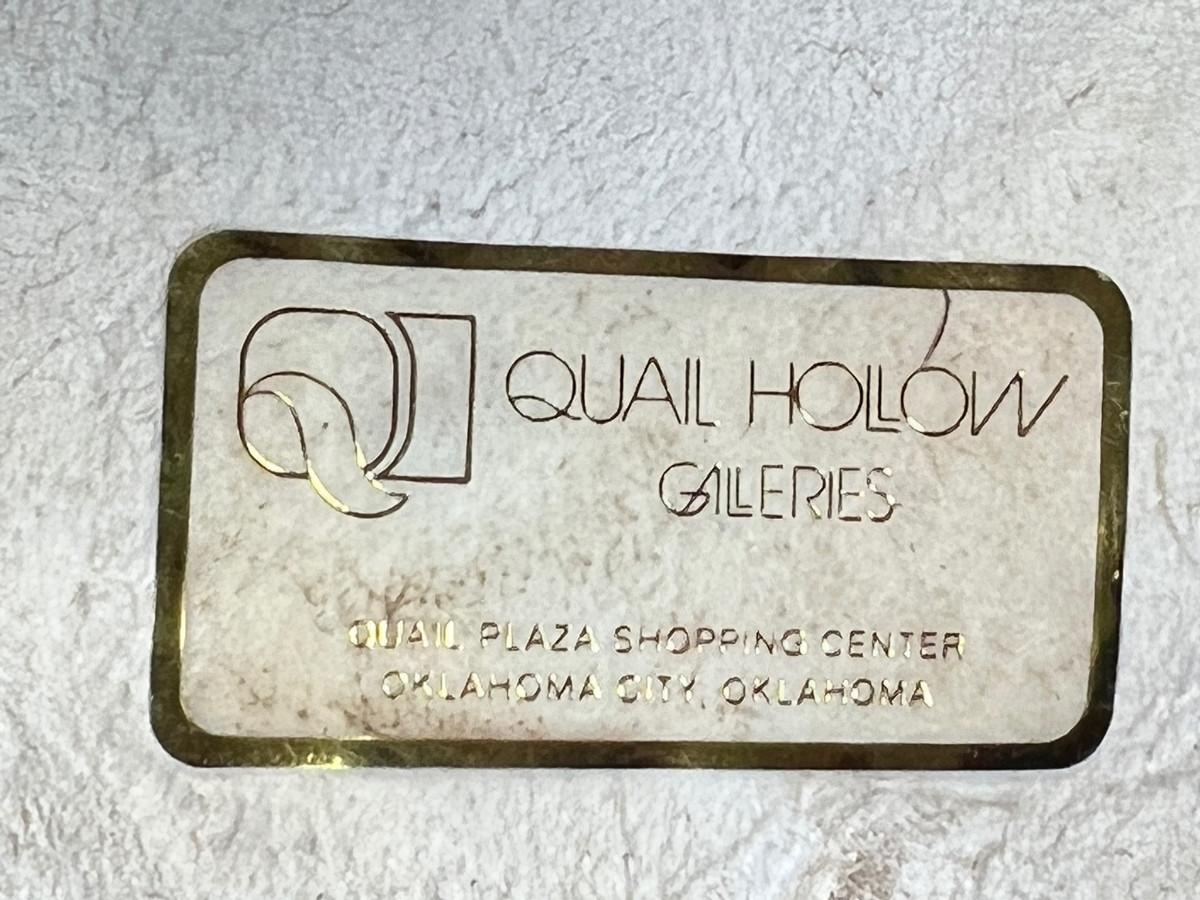 QUAIL HOLLOW
GALLERIES
QUAIL PLAZA SHOPPING CENTER
OKLAHOMA CITY, OKLAHOMA